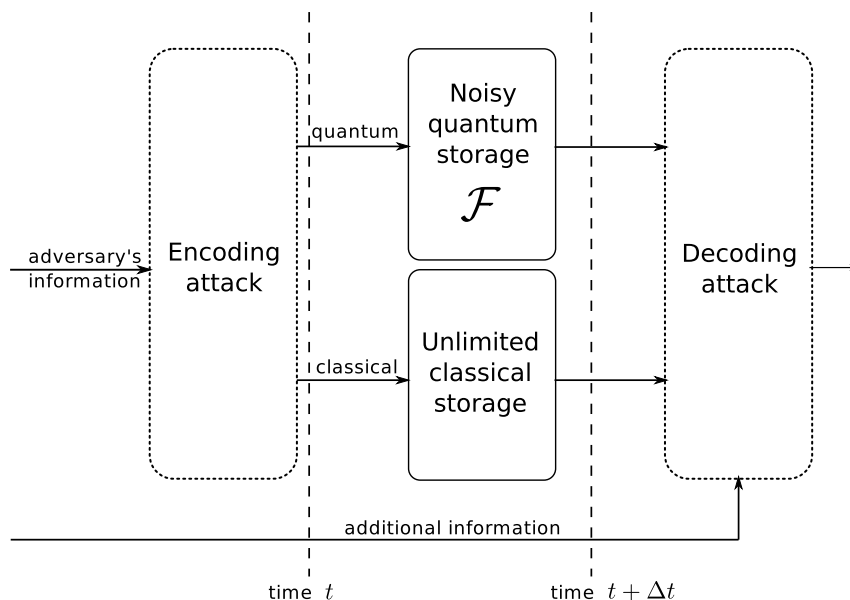 adversary's
information
Encoding
attack
quantum
classical
Noisy
quantum
storage
ℱ
Unlimited
classical
storage
Decoding
attack
additional information
time t
time t + Δt